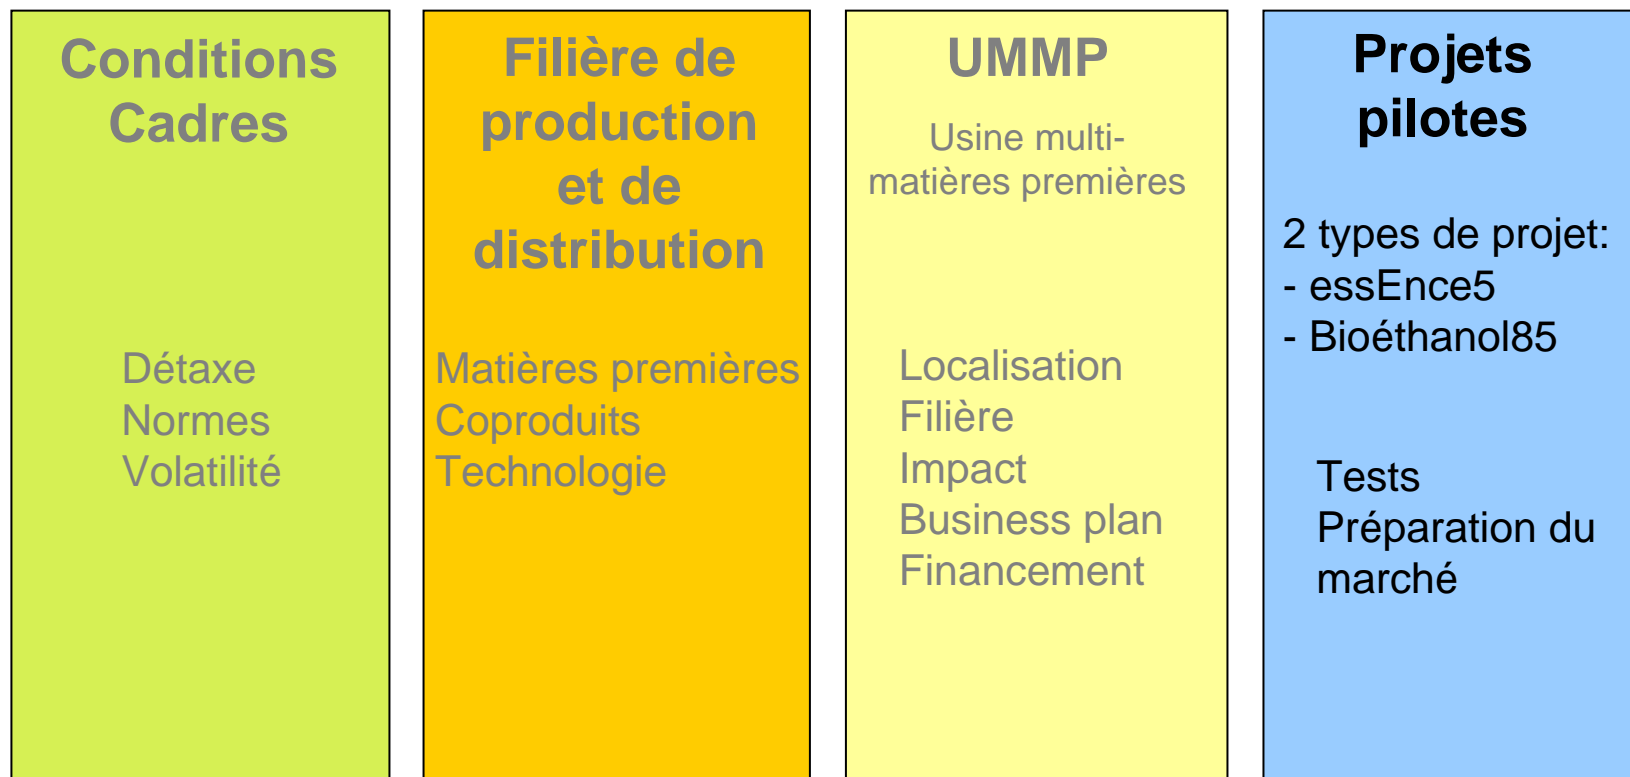 Conditions
Cadres
Détaxe
Normes
Volatilité
Filière de
production
et de
distribution
Matières premières
Coproduits
Technologie
UMMP
Usine multi-
matières premières
Localisation
Filière
Impact
Business plan
Financement
Projets
pilotes
2 types de projet:
- essEnce5
- Bioéthanol85
Tests
Préparation du
marché